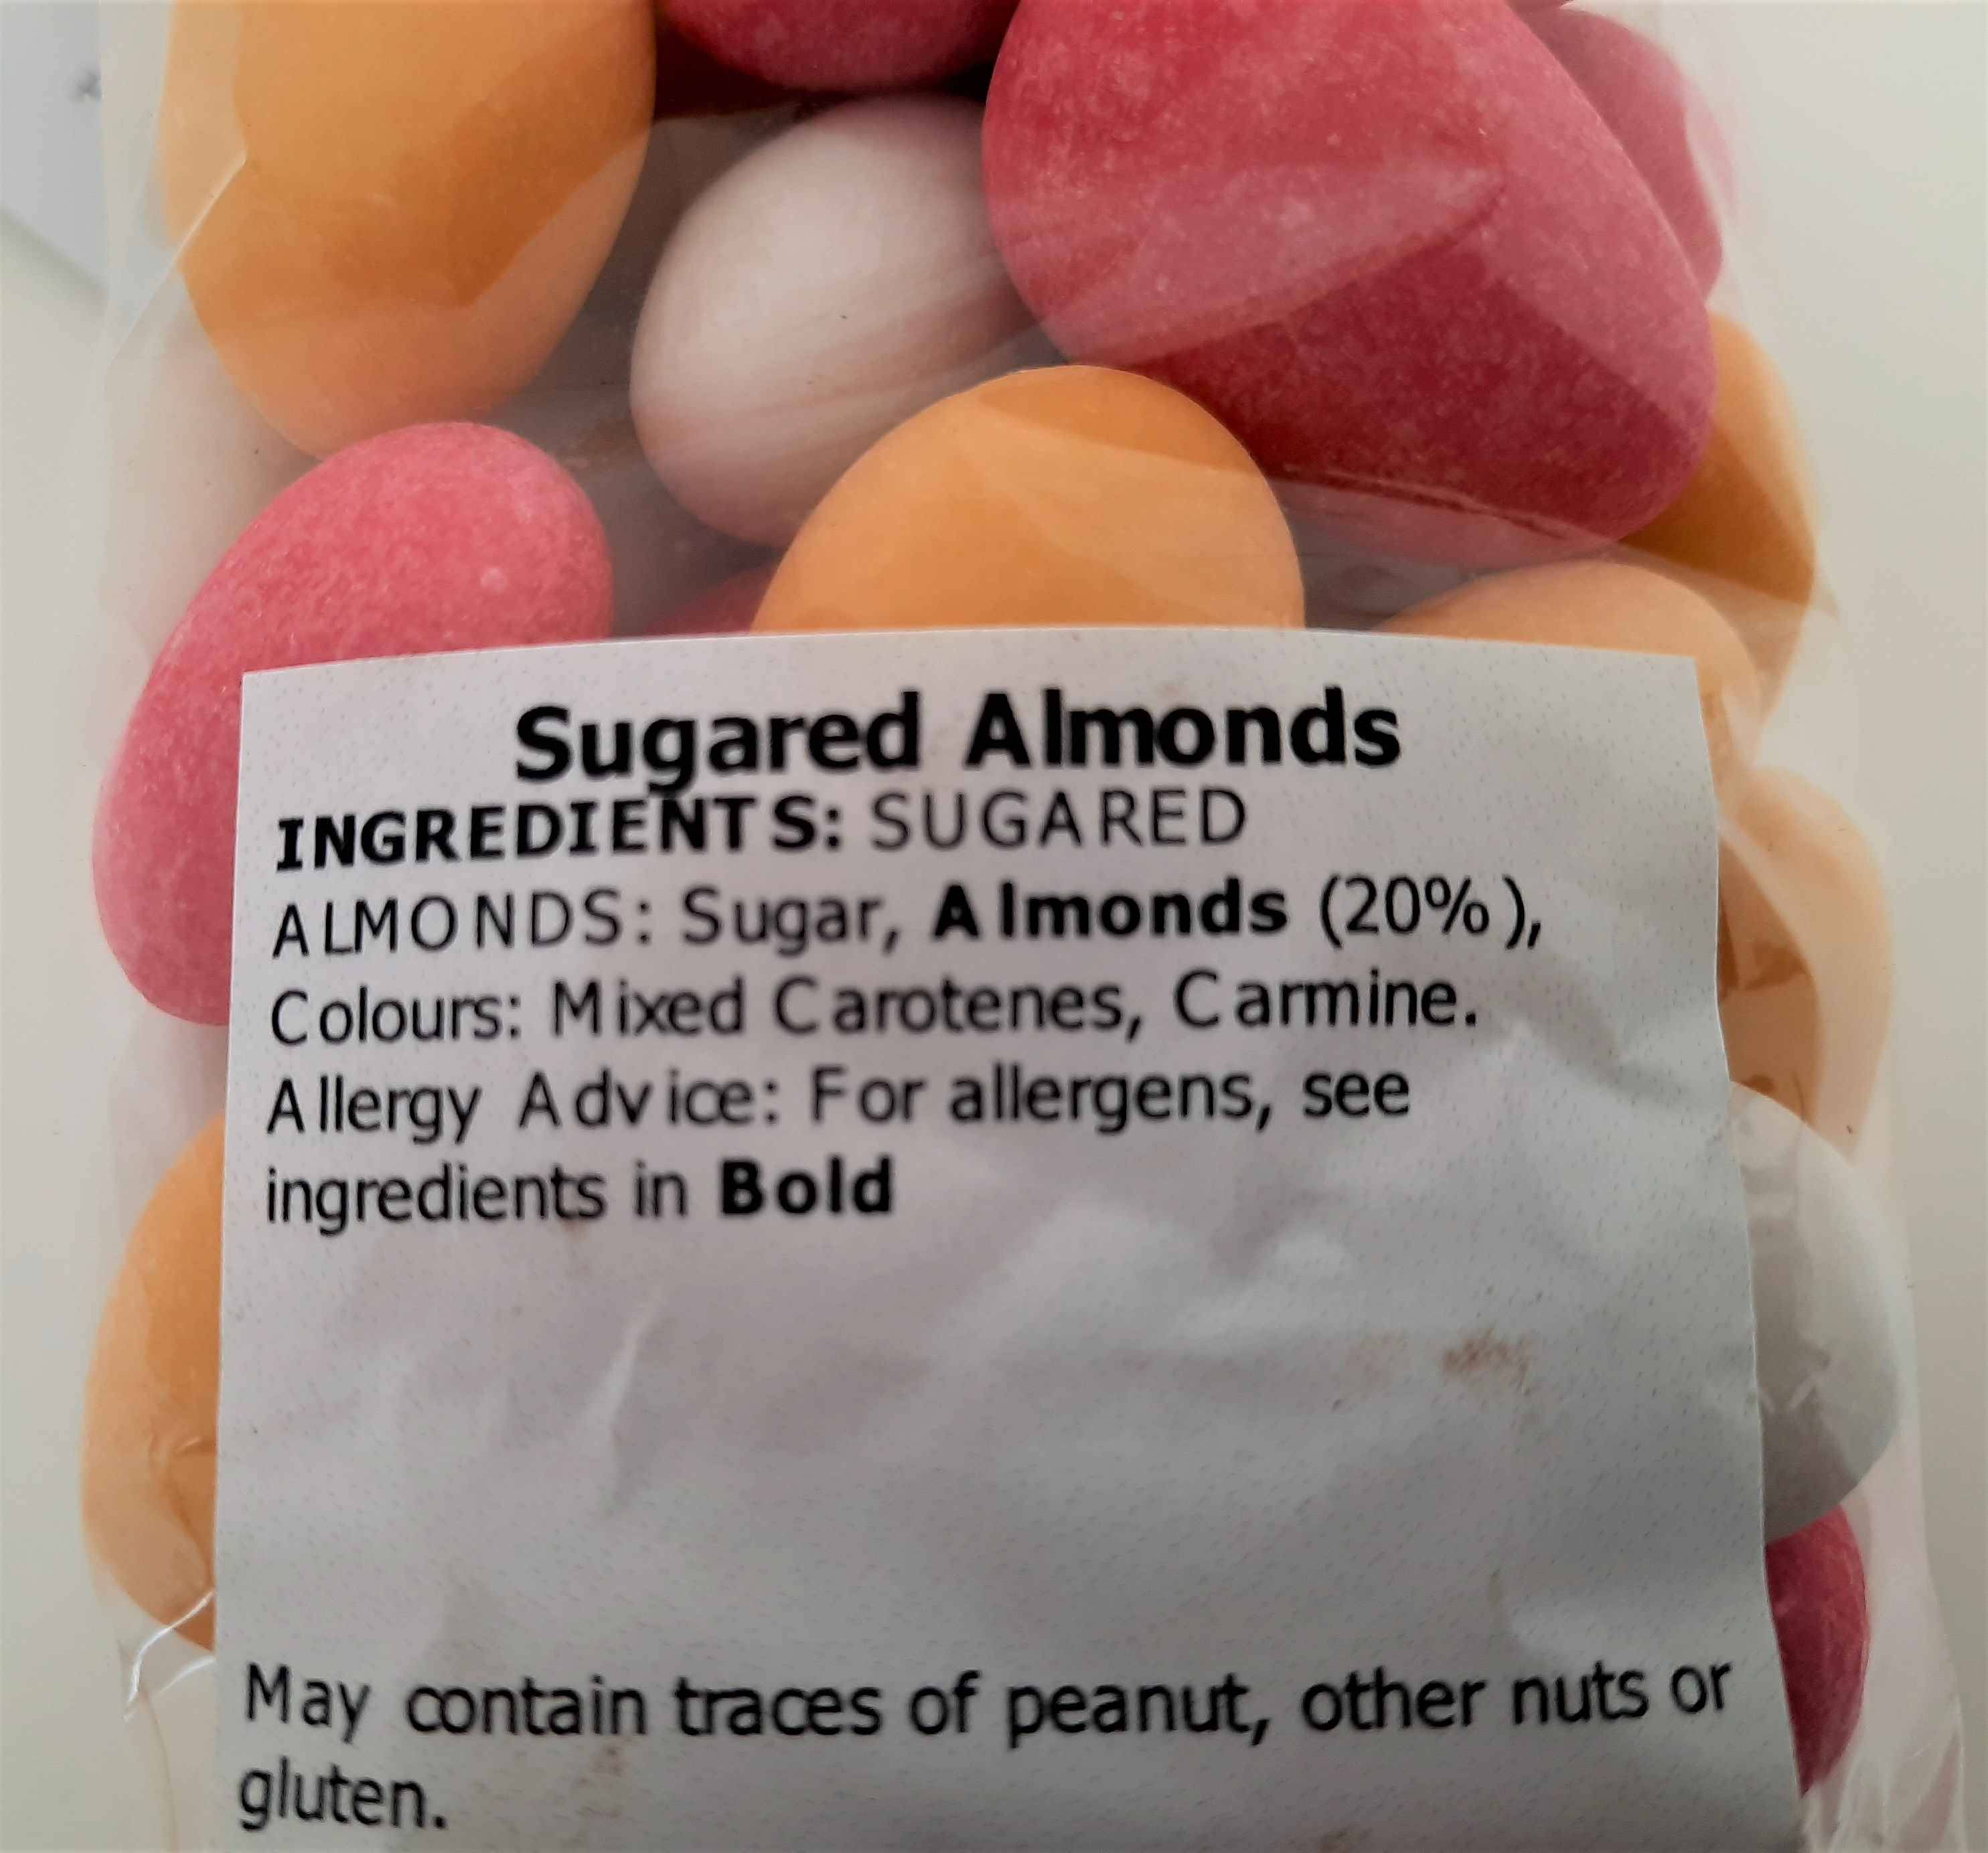 Sugared Almonds
INGREDIENTS: SUGARED
ALMONDS: Sugar, Almonds (20%),
Colours: Mixed Carotenes, Carmine.
Allergy Advice: For allergens, see
ingredients in Bold
May contain traces of peanut, other nuts or
gluten.